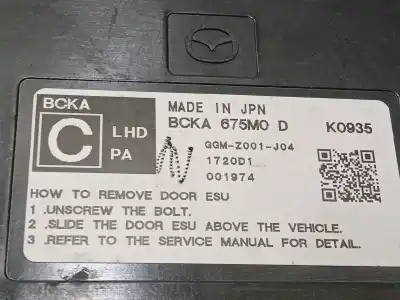 BCKA
C
LHD
PA
MADE IN JPN
BCKA 675M0 D
K0935
GGM-Z001-J04
1720D1
001974
N
HOW TO REMOVE DOOR ESU
1 .UNSCREW THE BOLT.
2 .SLIDE THE DOOR ESU ABOVE THE VEHICLE.
3 .REFER TO THE SERVICE MANUAL FOR DETAIL.